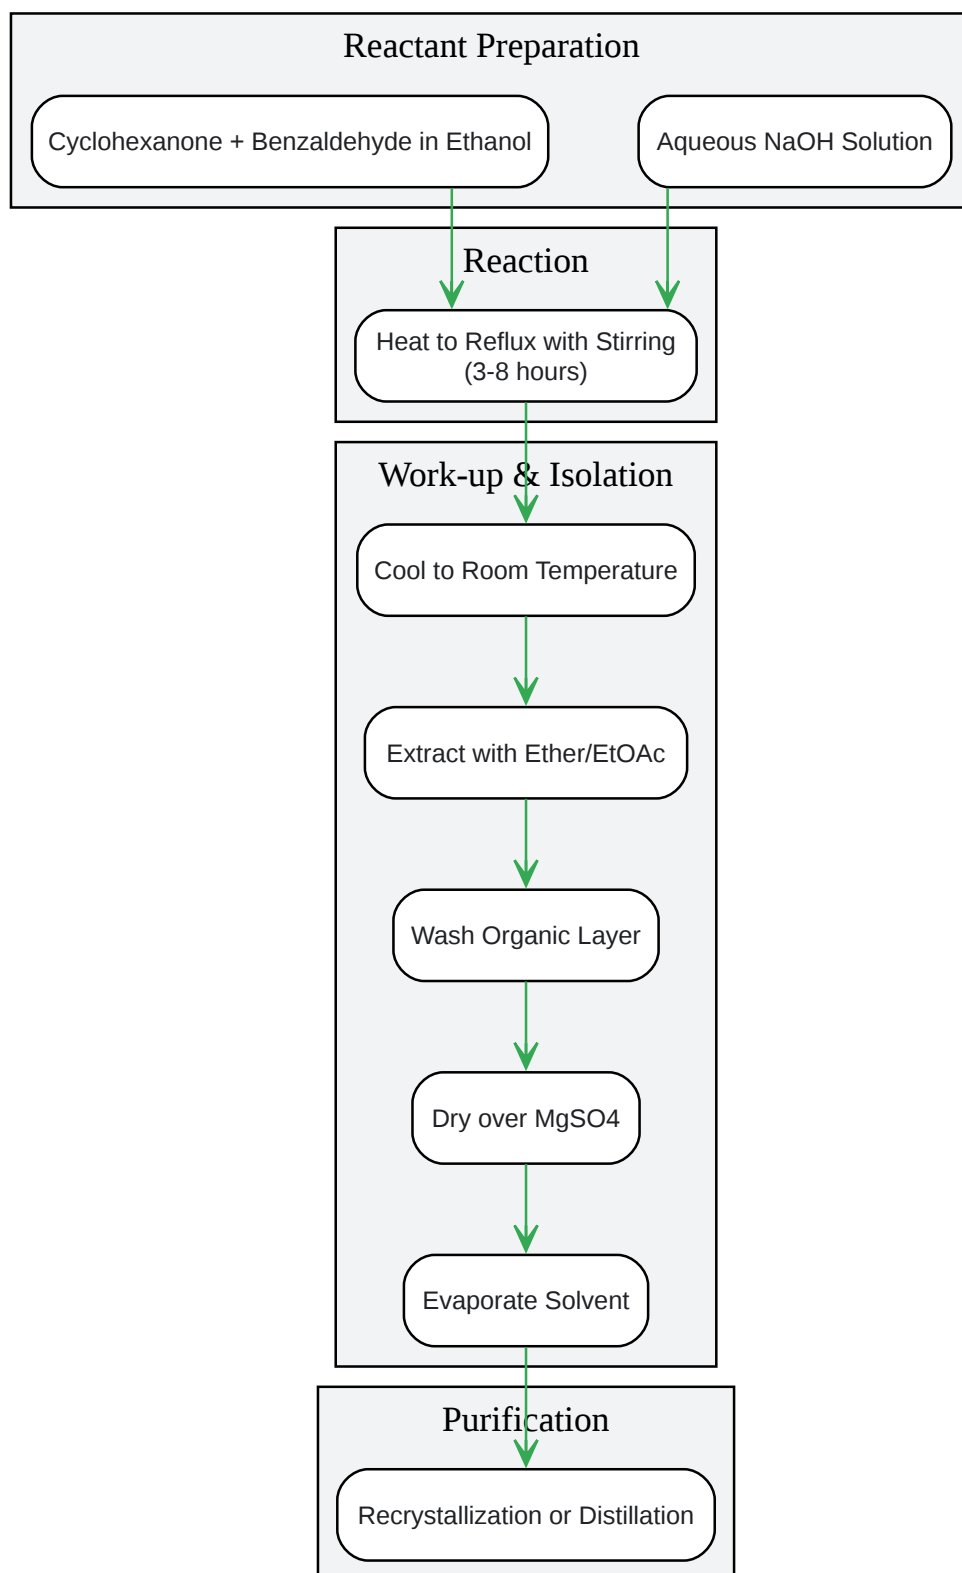 Reactant Preparation
Cyclohexanone + Benzaldehyde in Ethanol
Aqueous NaOH Solution
Reaction
Heat to Reflux with Stirring
(3-8 hours)
Work-up & Isolation
Cool to Room Temperature
Extract with Ether/EtOAc
Wash Organic Layer
Dry over MgSO4
Evaporate Solvent
Purification
Recrystallization or Distillation